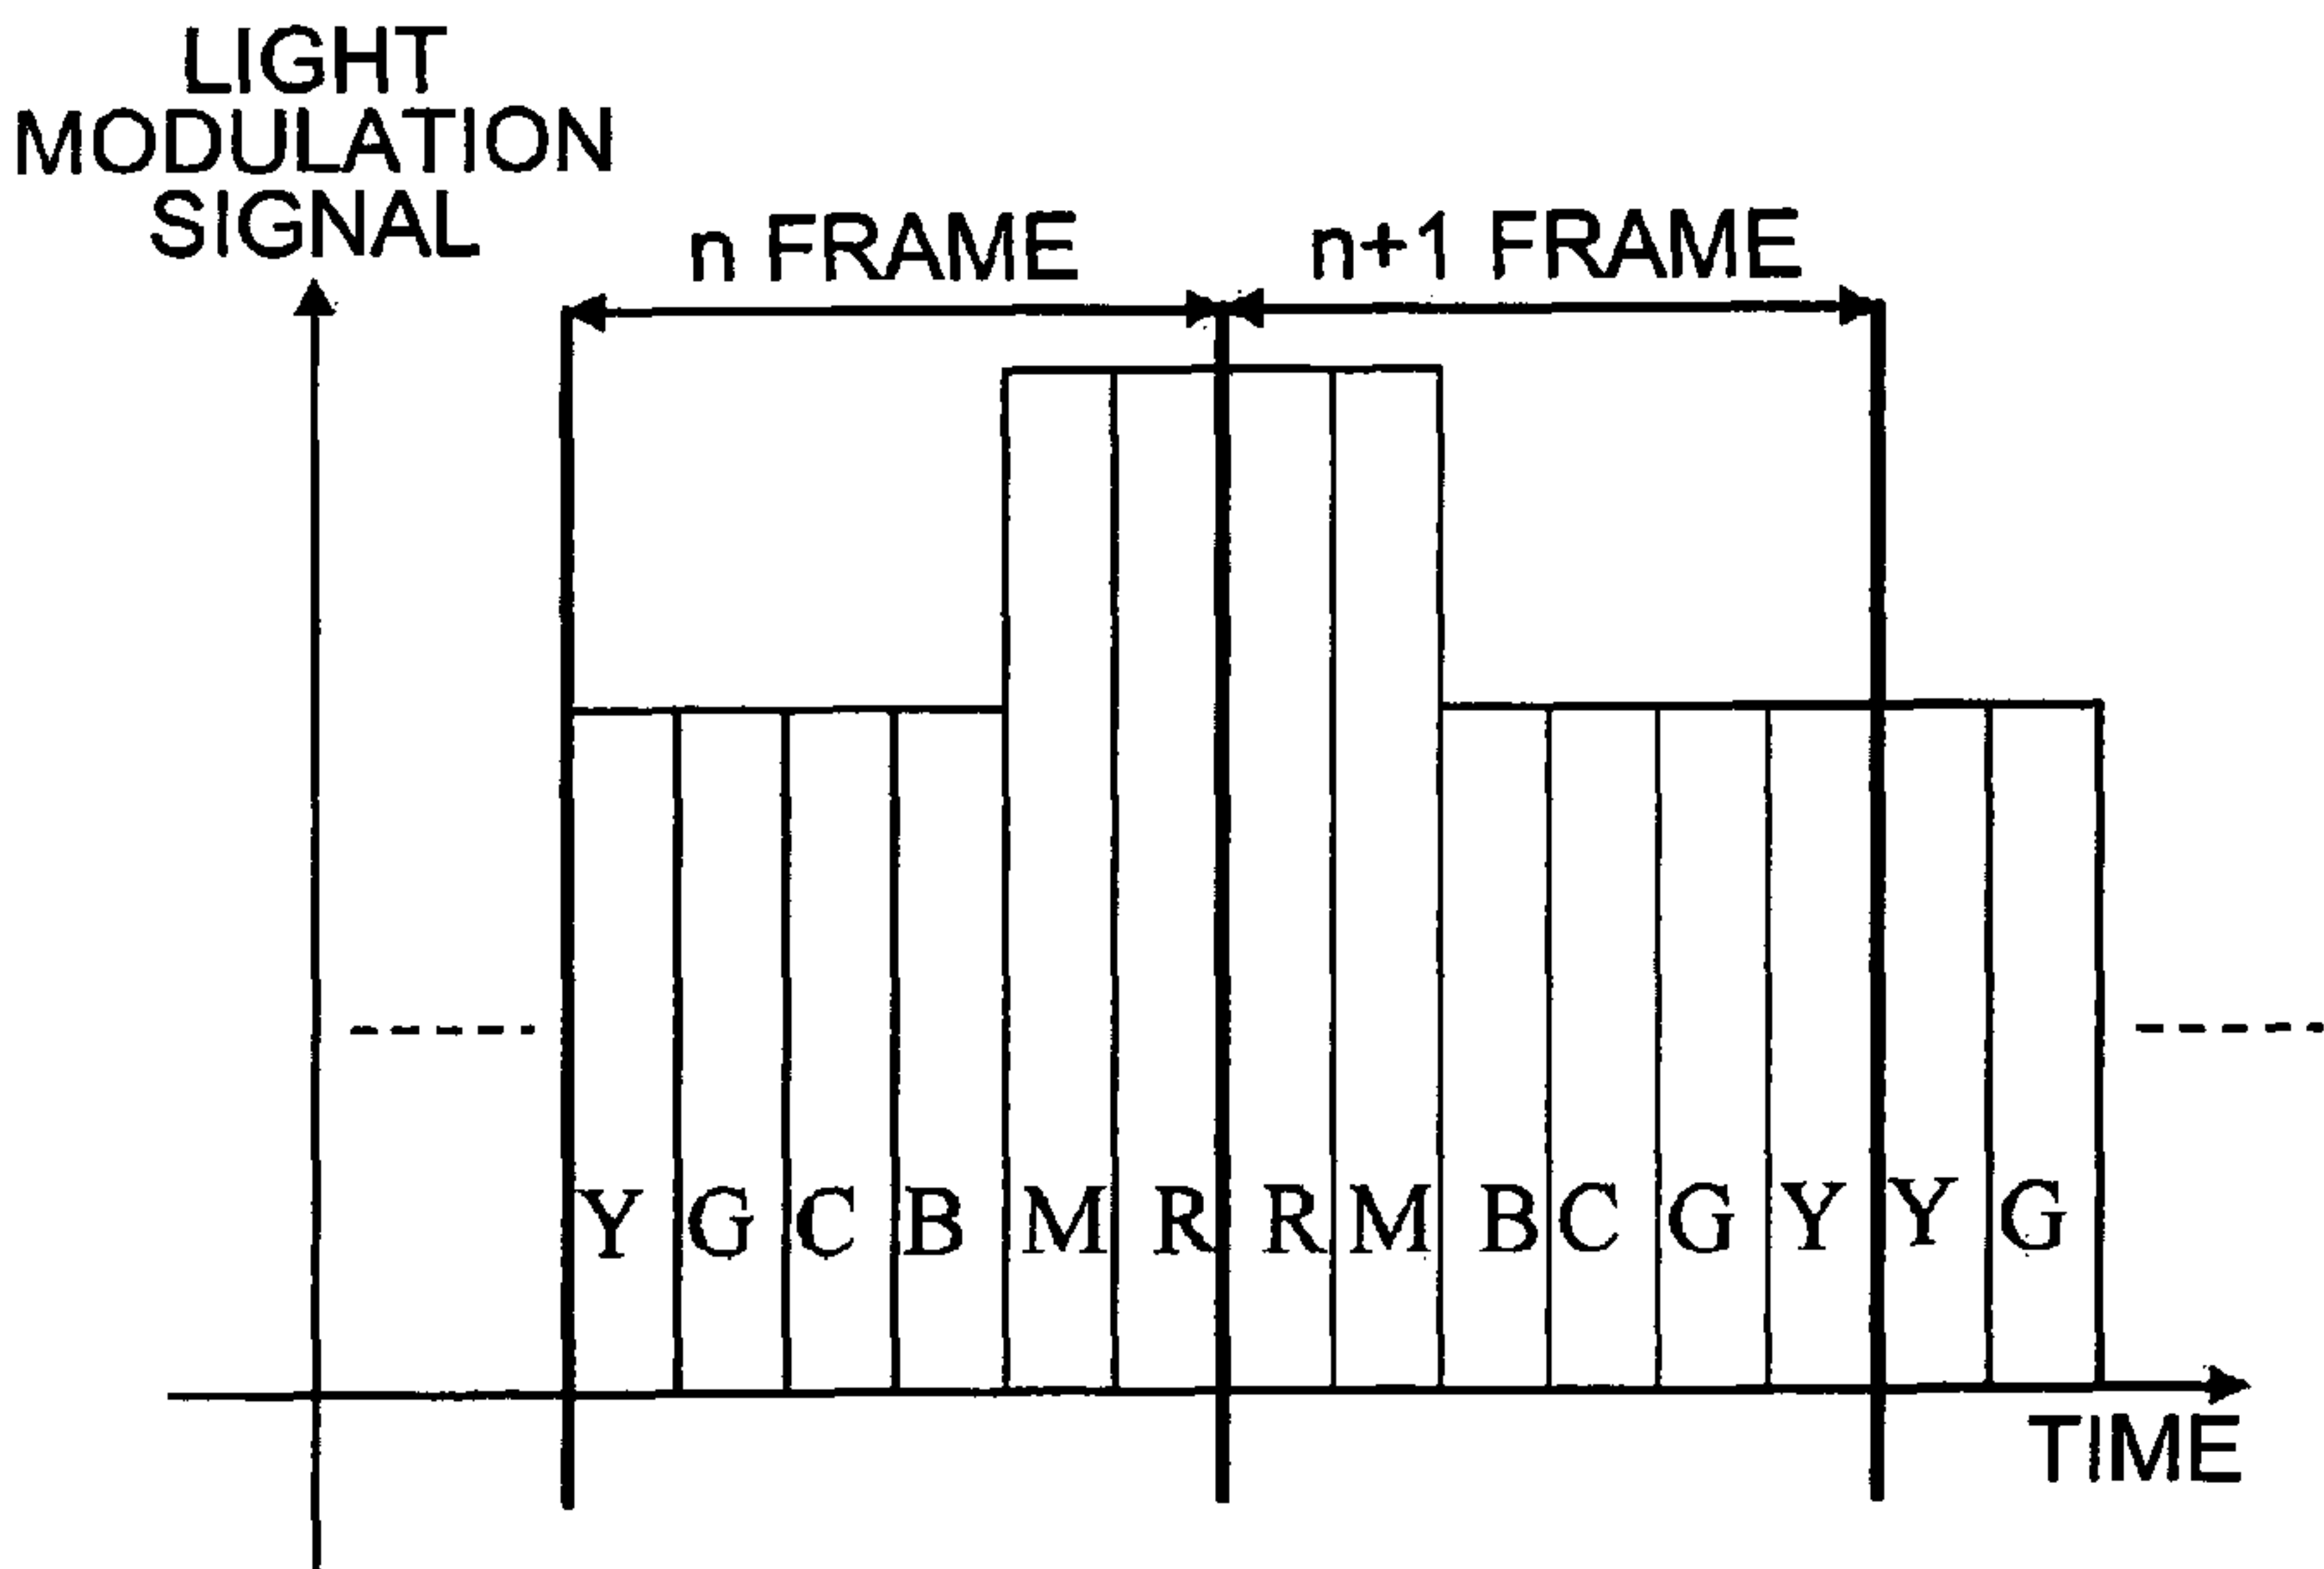 LIGHT
MODULATION
SIGNAL
n FRAME n+1 FRAME
Y G C B M R R M B C G Y Y G
TIME